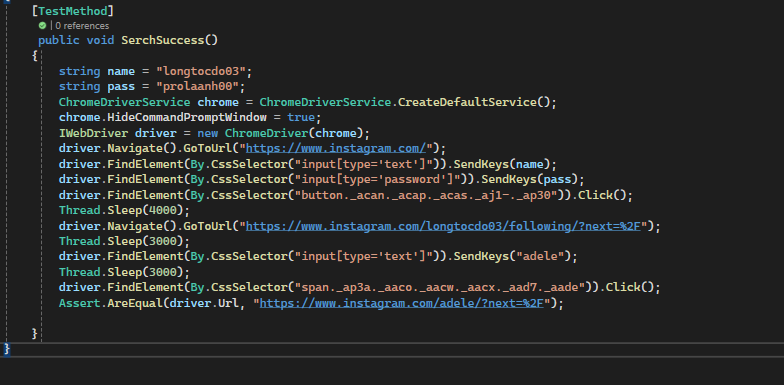 [TestMethod]
| 0 references
public void SerchSuccess()
{
string name = "longtocdo03";
string pass = "prolaanh00";
ChromeDriverService chrome = ChromeDriverService.CreateDefaultService();
chrome.HideCommandPromptWindow = true;
IWebDriver driver = new ChromeDriver(chrome);
driver.Navigate().GoToUrl("https://www.instagram.com/");
driver.FindElement(By.CssSelector("input[type='text']")).SendKeys(name);
driver.FindElement(By.CssSelector("input[type='password']")).SendKeys(pass);
driver.FindElement(By.CssSelector("button._acan._acap._acas._aj1-._ap30")).Click();
Thread.Sleep(4000);
driver.Navigate().GoToUrl("https://www.instagram.com/longtocdo03/following/?next=%2F");
Thread.Sleep(3000);
driver.FindElement(By.CssSelector("input[type='text']")).SendKeys("adele");
Thread.Sleep(3000);
driver.FindElement(By.CssSelector("span._ap3a._aaco._aacw._aacx._aad7._aade")).Click();
Assert.AreEqual(driver.Url, "https://www.instagram.com/adele/?next=%2F");
}
}